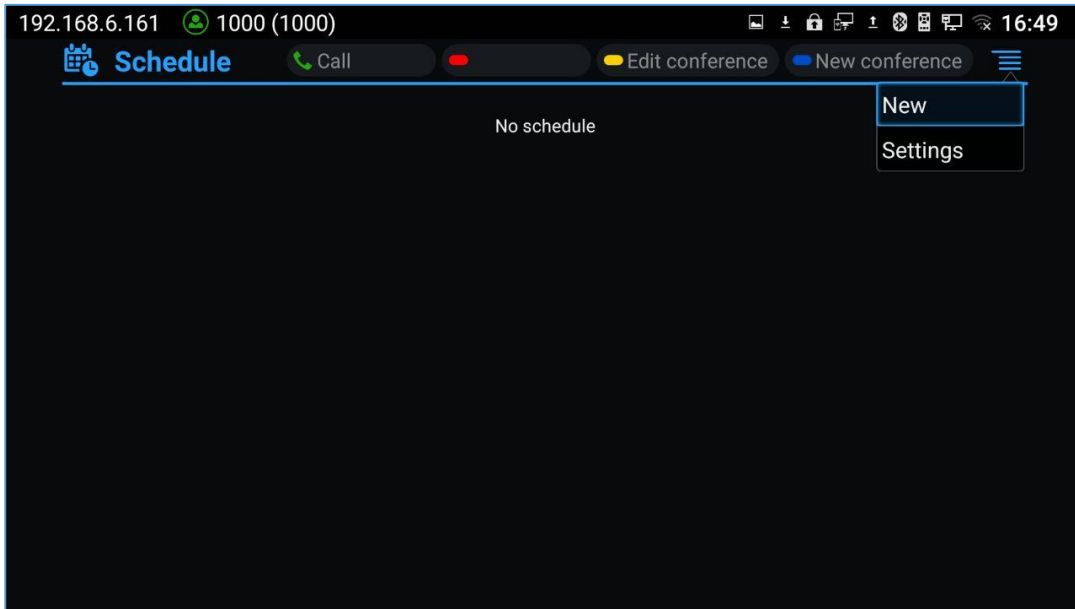 192.168.6.161 1000 (1000) 16:49
Schedule Call Edit conference New conference
New
No schedule
Settings